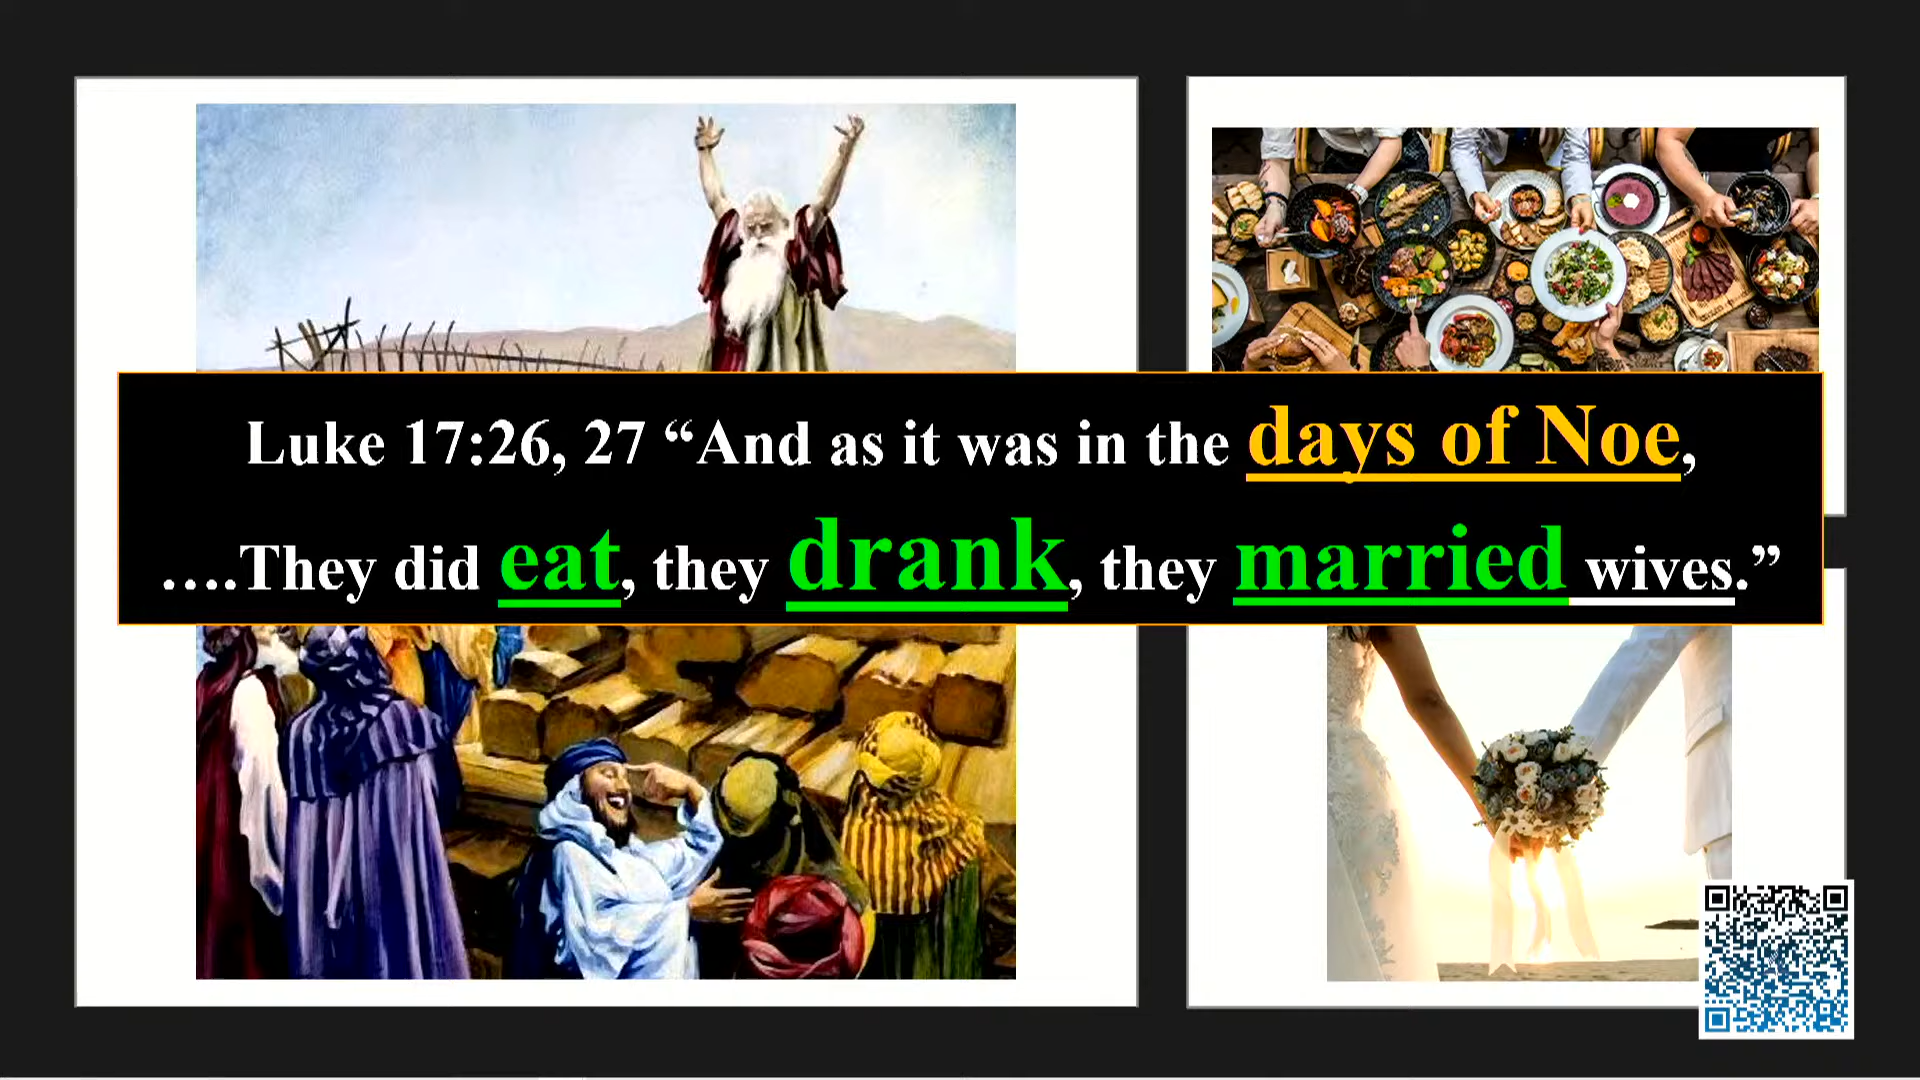 Luke 17:26, 27 “And as it was in the days of Noe,
….They did eat, they drank, they married wives.”